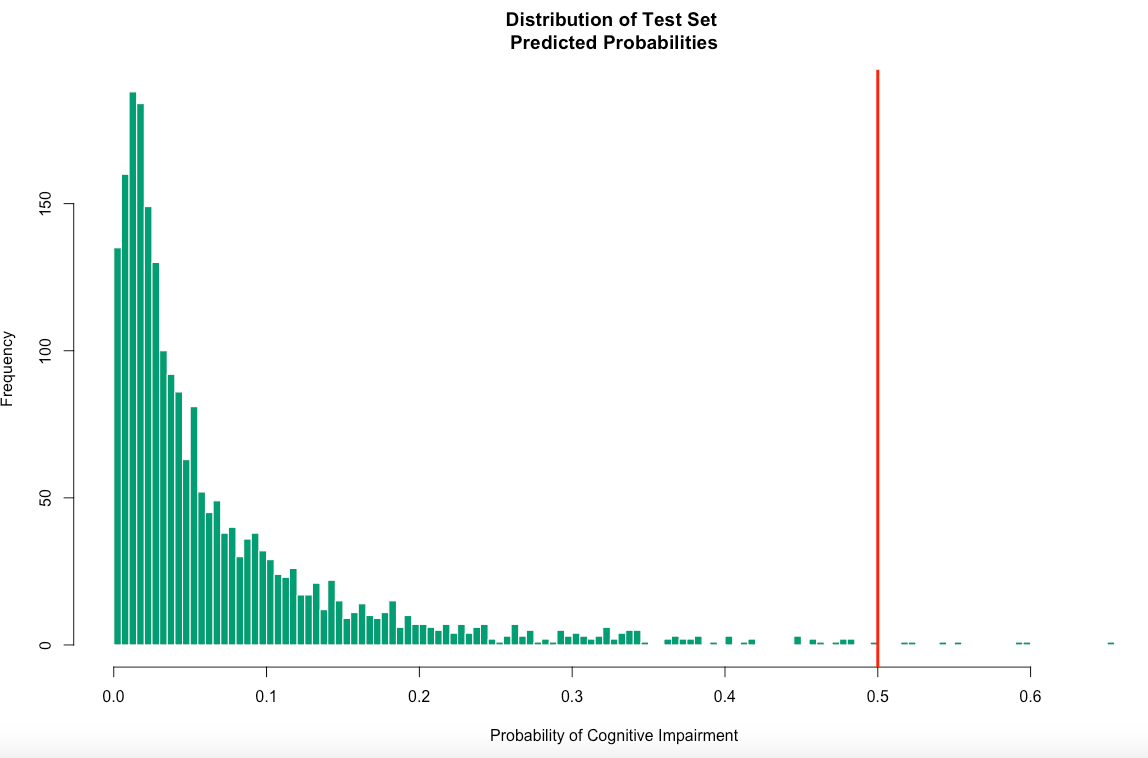 Distribution of Test Set
Predicted Probabilities
Frequency
150
100
50
0
0.0 0.1 0.2 0.3 0.4 0.5 0.6
Probability of Cognitive Impairment